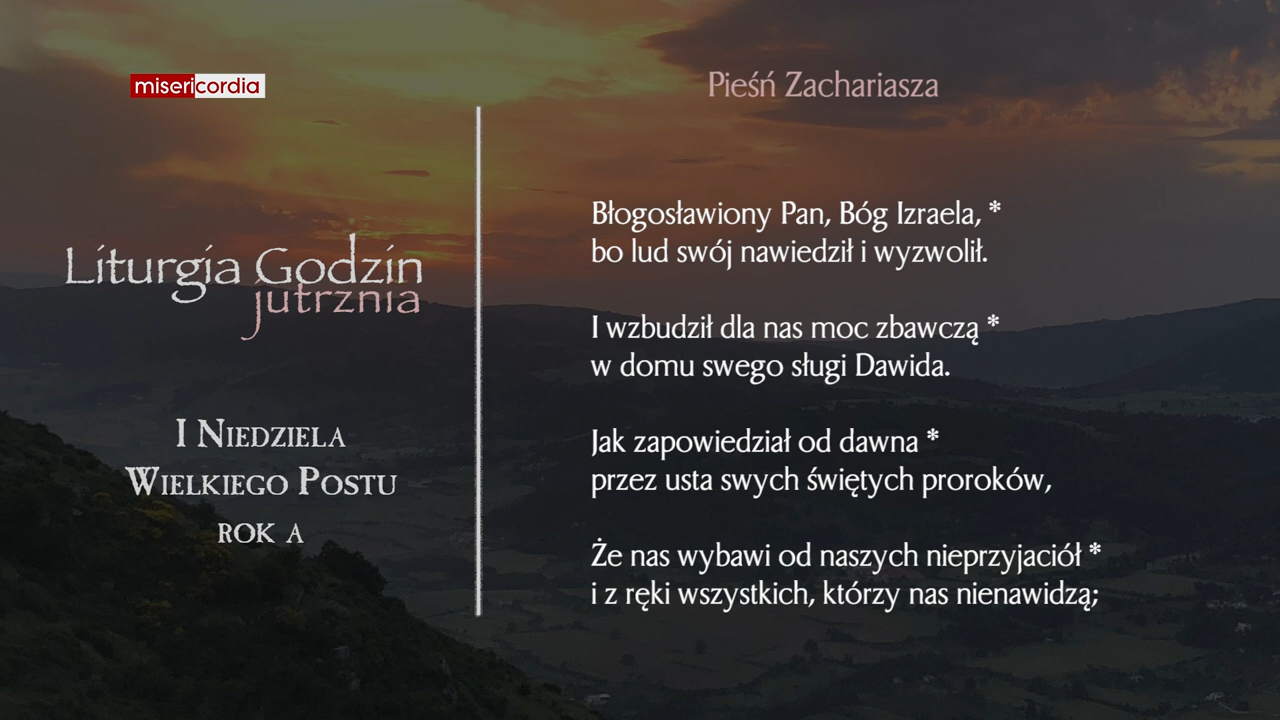 misericordia
Liturgia Godzin
jutrznia
I Niedziela
Wielkiego Postu
rok a
Pieśń Zachariasza
Błogosławiony Pan, Bóg Izraela, *
bo lud swój nawiedził i wyzwolił.
I wzbudził dla nas moc zbawczą *
w domu swego sługi Dawida.
Jak zapowiedział od dawna *
przez usta swych świętych proroków,
Że nas wybawi od naszych nieprzyjaciół *
i z ręki wszystkich, którzy nas nienawidzą;